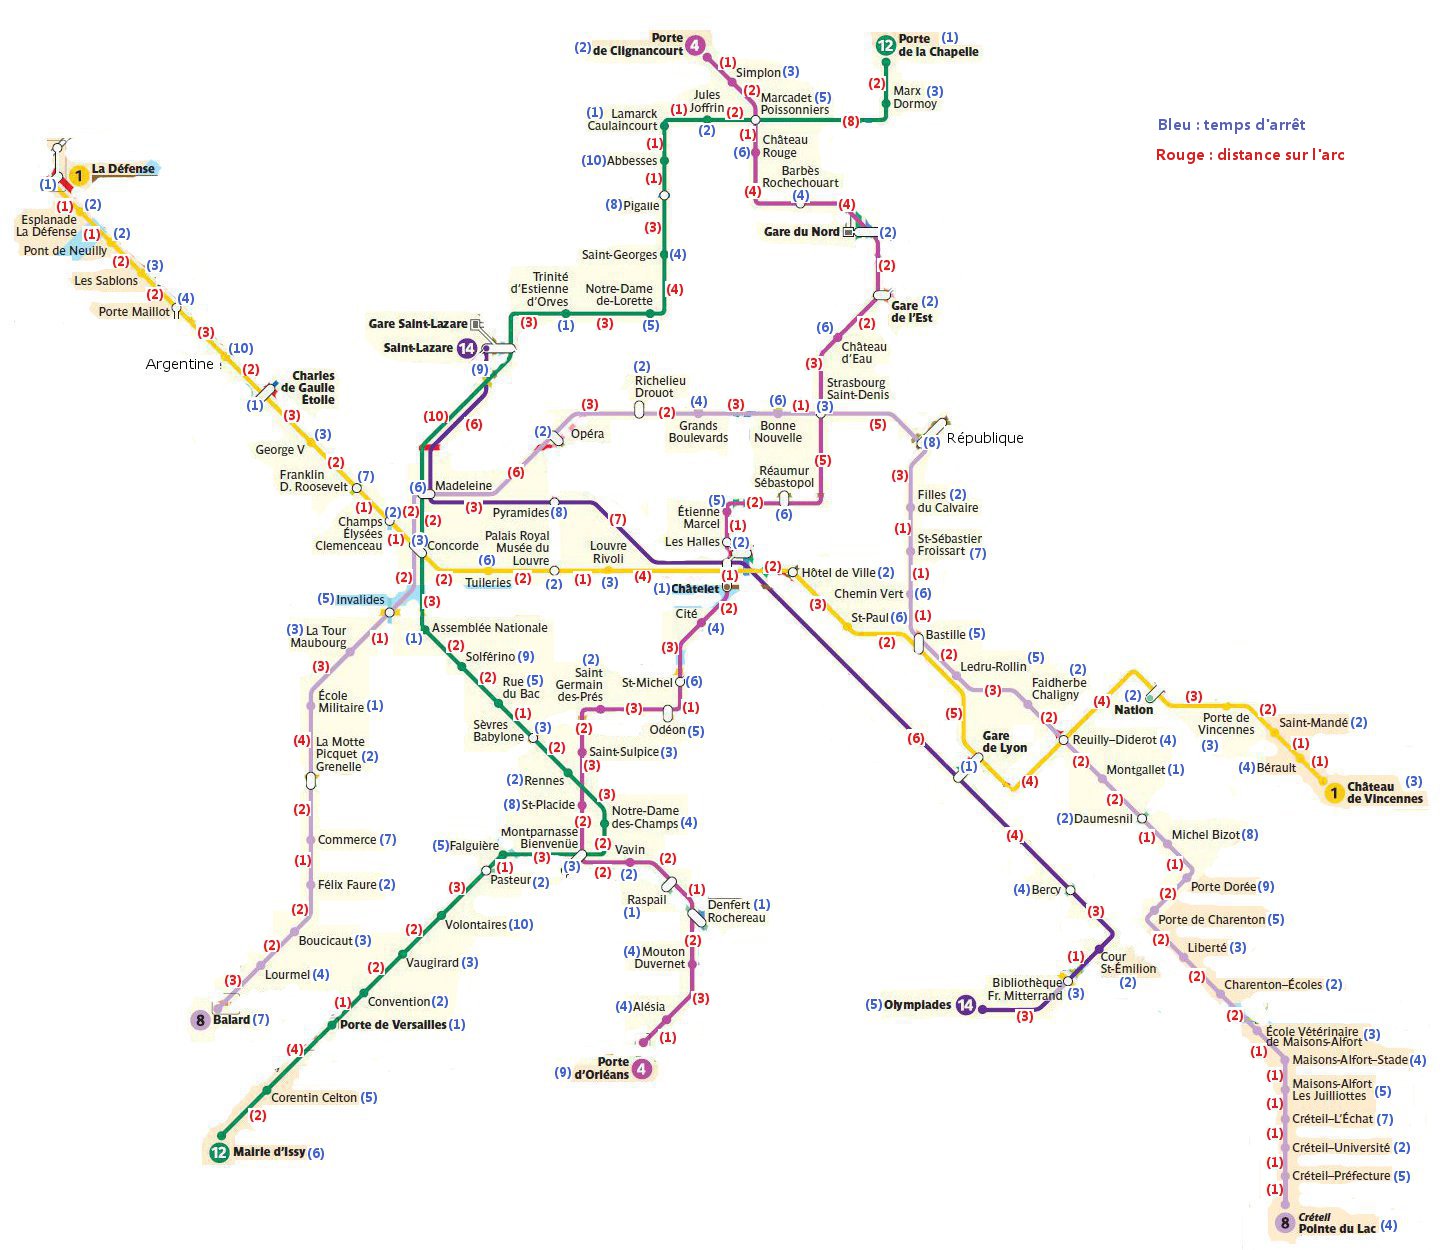 Porte
de Clignancourt
(2)
4
(1)
Simplon (3)
(2)
12
Porte
de la Chapelle
(1)
(2)
Marx
Dormoy
(3)
Jules
Joffrin
(2)
(1)
(2)
Marcadet
Poissonniers
(5)
(8)
(1) Lamarck
Caulaincourt
(1)
(10) Abbesses
(1)
(8) Pigalle
(3)
Saint-Georges (4)
(4)
(1)
Château
Rouge
(6)
Barbès
Rochechouart
(4)
(4)
(4)
Gare du Nord
(2)
(2)
Gare
de l'Est
(2)
(2)
(6)
Château
d'Eau
(3)
Strasbourg
Saint-Denis
(3)
Bleu : temps d'arrêt
Rouge : distance sur l'arc
1
La Défense
(1)
(1)
(2)
Esplanade
La Défense
(1)
(2)
Pont de Neuilly
(2)
(3)
Les Sablons
(2)
(4)
Porte Maillot
(3)
(10)
Argentine
(2)
Charles
de Gaulle
Étoile
(1)
(3)
(3)
George V
(2)
Franklin
D. Roosevelt
(7)
(1)
Champs
Élysées
Clemenceau
(2)
(1)
Trinité
d'Estienne
d'Orves
(1)
Notre-Dame
de-Lorette
(5)
(3)
(3)
Gare Saint-Lazare
Saint-Lazare
14
(9)
(10)
(6)
Richelieu
Drouot
(2)
(3)
(2)
(4)
Grands
Boulevards
(3)
(6)
Bonne
Nouvelle
(1)
(5)
(2)
Opéra
(6)
(8)
République
(3)
Filles
du Calvaire
(2)
(1)
St-Sébastier
Froissart
(7)
(1)
Chemin Vert
(6)
(1)
(6)
Madeleine
(2)
(2)
(3)
Pyramides (8)
(7)
Réaumur
Sébastopol
(6)
(5)
(2)
(5)
Étienne
Marcel
(1)
Les Halles
(2)
(3)
Concorde
(2)
(6)
Tuileries
(2)
Palais Royal
Musée du
Louvre
(2)
(1)
Louvre
Rivoli
(3)
(4)
(1)
(1) Châtelet
(2)
Hôtel de Ville (2)
(3)
St-Paul (6)
(2)
Bastille (5)
(2)
(5) Invalides
(3)
(1)
(3) La Tour
Maubourg
(3)
École
Militaire (1)
(4)
La Motte
Picquet
Grenelle
(2)
(2)
Commerce (7)
(1)
Félix Faure (2)
(2)
Boucicaut (3)
(2)
Lourmel (4)
(3)
8
Balard (7)
(1)
Assemblée Nationale
(2)
Solférino (9)
(2)
Rue
du Bac
(5)
(1)
Sèvres
Babylone
(3)
(2)
(2) Rennes
(3)
Notre-Dame
des-Champs (4)
(2)
(2)
Cité
(4)
(3)
St-Michel (6)
(1)
Odéon
(5)
(3)
(2)
Saint
Germain
des-Prés
(2)
Saint-Sulpice (3)
(3)
(8) St-Placide
(2)
Montparnasse
Bienvenüe
(3)
(5) Falguière
(3)
(1)
Pasteur (2)
(3)
Volontaires (10)
(2)
Vaugirard (3)
(2)
Convention (2)
(1)
Porte de Versailles (1)
(4)
Corentin Celton (5)
(2)
12
Mairie d'Issy (6)
(2)
Vavin
(2)
(2)
Raspail
(1)
(1)
Denfert
Rochereau
(1)
(2)
(4) Mouton
Duvernet
(3)
(4) Alésia
(1)
Porte
d'Orléans
(9)
4
Ledru-Rollin
(5)
(3)
Faidherbe
Chaligny
(2)
(2)
Reuilly–Diderot (4)
(5)
Gare
de Lyon
(1)
(4)
(4)
Nation
(2)
(3)
Porte de
Vincennes
(3)
(2)
Saint-Mandé (2)
(1)
(4) Bérault
(1)
1
Château
de Vincennes
(3)
(2)
Montgallet (1)
(2)
(2) Daumesnil
(1)
Michel Bizot (8)
(1)
Porte Dorée (9)
(2)
Porte de Charenton (5)
(2)
Liberté (3)
(2)
Charenton–Écoles (2)
(2)
École Vétérinaire
de Maisons-Alfort
(3)
(1)
Maisons-Alfort–Stade (4)
(1)
Maisons-Alfort
Les Juilliottes
(5)
(1)
Créteil–L'Échat (7)
(1)
Créteil–Université (2)
(1)
Créteil–Préfecture (5)
(1)
8
Créteil
Pointe du Lac (4)
(6)
(4)
(4) Bercy
(3)
Cour
St-Émilion
(2)
(1)
Bibliothèque
Fr. Mitterrand
(3)
(3)
(5) Olympiades
14